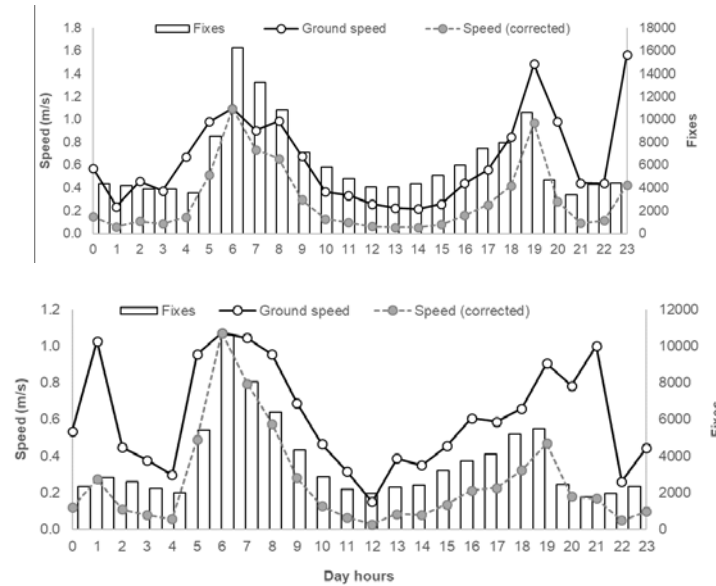 Fixes Ground speed Speed (corrected)
Speed (m/s)
1.8 18000
1.6 16000
1.4 14000
1.2 12000
1.0 10000
0.8 8000
0.6 6000
0.4 4000
0.2 2000
0.0 0
Fixes
0 1 2 3 4 5 6 7 8 9 10 11 12 13 14 15 16 17 18 19 20 21 22 23
Fixes Ground speed Speed (corrected)
Speed (m/s)
1.2 12000
1.0 10000
0.8 8000
0.6 6000
0.4 4000
0.2 2000
0.0 0
Fixes
0 1 2 3 4 5 6 7 8 9 10 11 12 13 14 15 16 17 18 19 20 21 22 23
Day hours